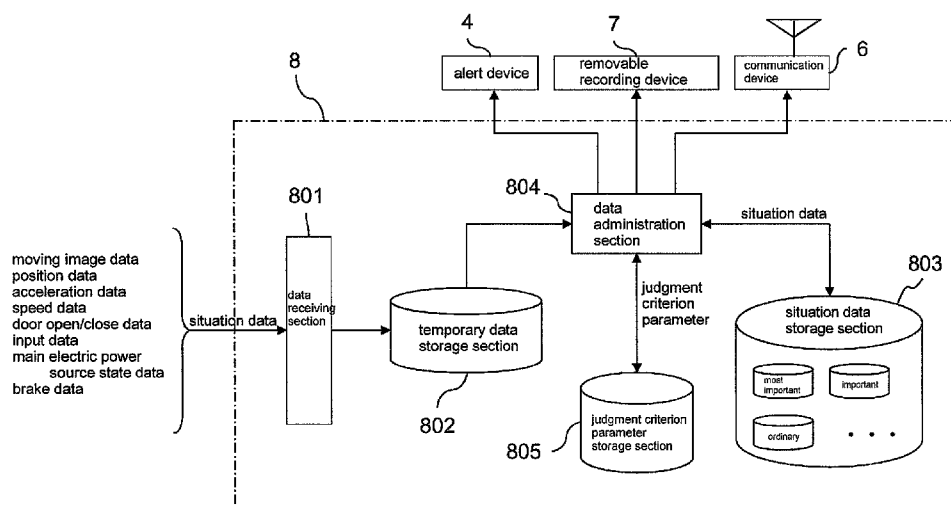 4
7
6
8
alert device
removable
recording device
communication
device
801
804
data
administration
section
situation data
803
moving image data
position data
acceleration data
speed data
door open/close data
input data
main electric power
source state data
brake data
situation data
data
receiving
section
temporary data
storage section
802
judgment
criterion
parameter
situation data
storage section
most
important
important
ordinary
• • •
judgment criterion
parameter
storage section
805